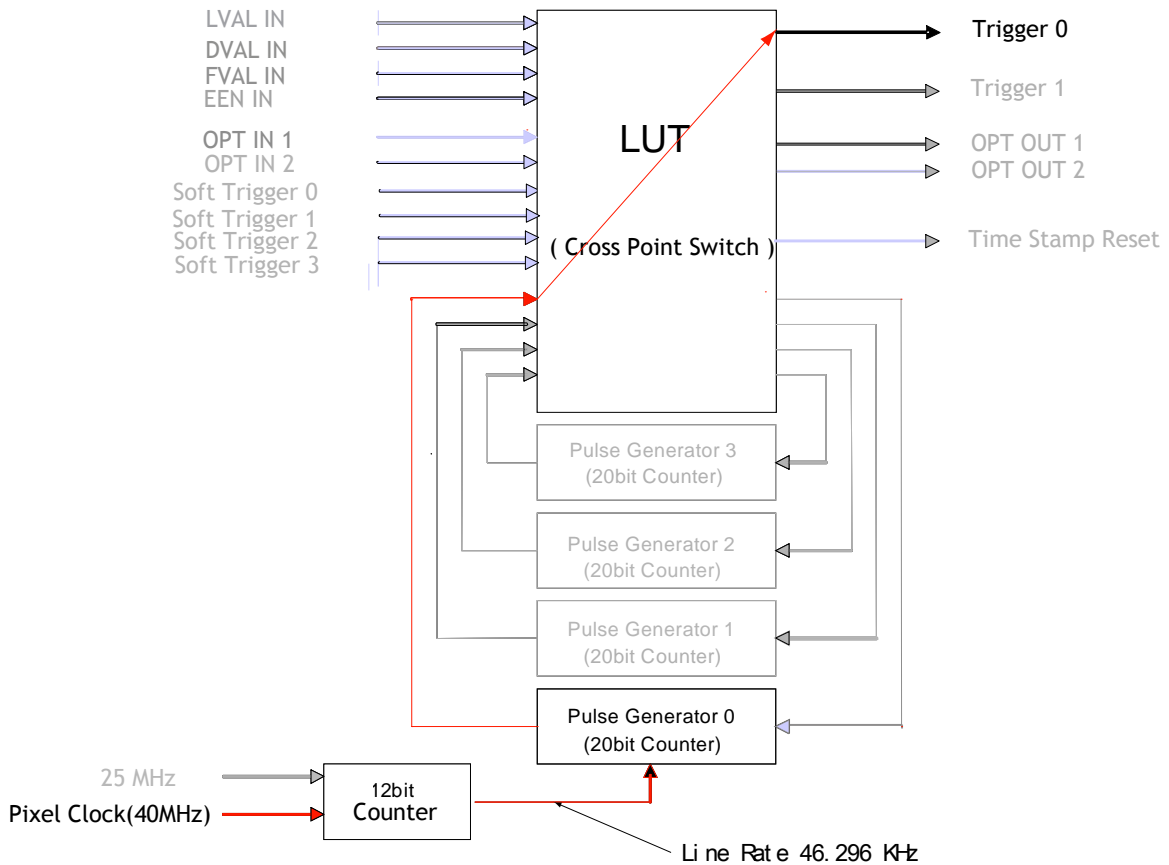 LVAL IN
DVAL IN
FVAL IN
EEN IN
OPT IN 1
OPT IN 2
Soft Trigger 0
Soft Trigger 1
Soft Trigger 2
Soft Trigger 3
LUT
( Cross Point Switch )
Trigger 0
Trigger 1
OPT OUT 1
OPT OUT 2
Time Stamp Reset
Pulse Generator 3
(20bit Counter)
Pulse Generator 2
(20bit Counter)
Pulse Generator 1
(20bit Counter)
Pulse Generator 0
(20bit Counter)
25 MHz
Pixel Clock(40MHz)
12bit
Counter
Line Rate 46.296 KHz